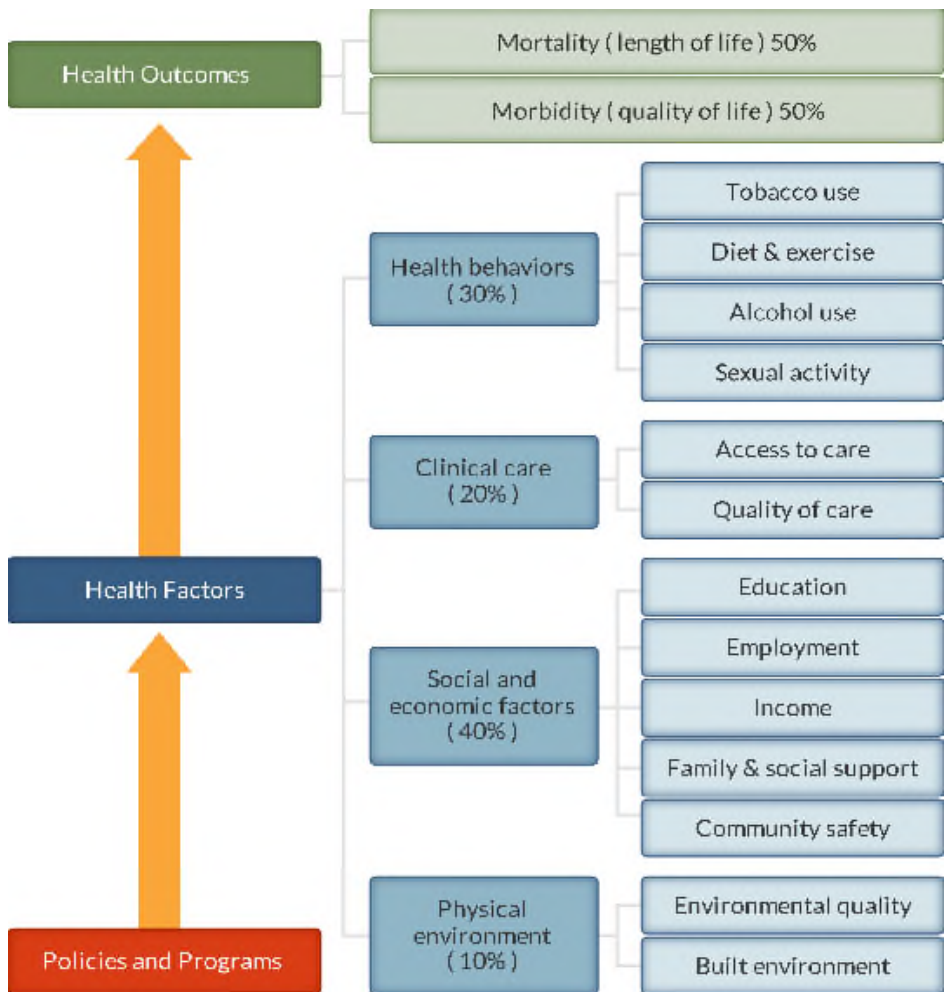 Health Outcomes
Mortality ( length of life ) 50%
Morbidity ( quality of life ) 50%
Health Factors
Health behaviors
( 30% )
Tobacco use
Diet & exercise
Alcohol use
Sexual activity
Clinical care
( 20% )
Access to care
Quality of care
Social and
economic factors
( 40% )
Education
Employment
Income
Family & social support
Community safety
Physical
environment
( 10% )
Environmental quality
Built environment
Policies and Programs